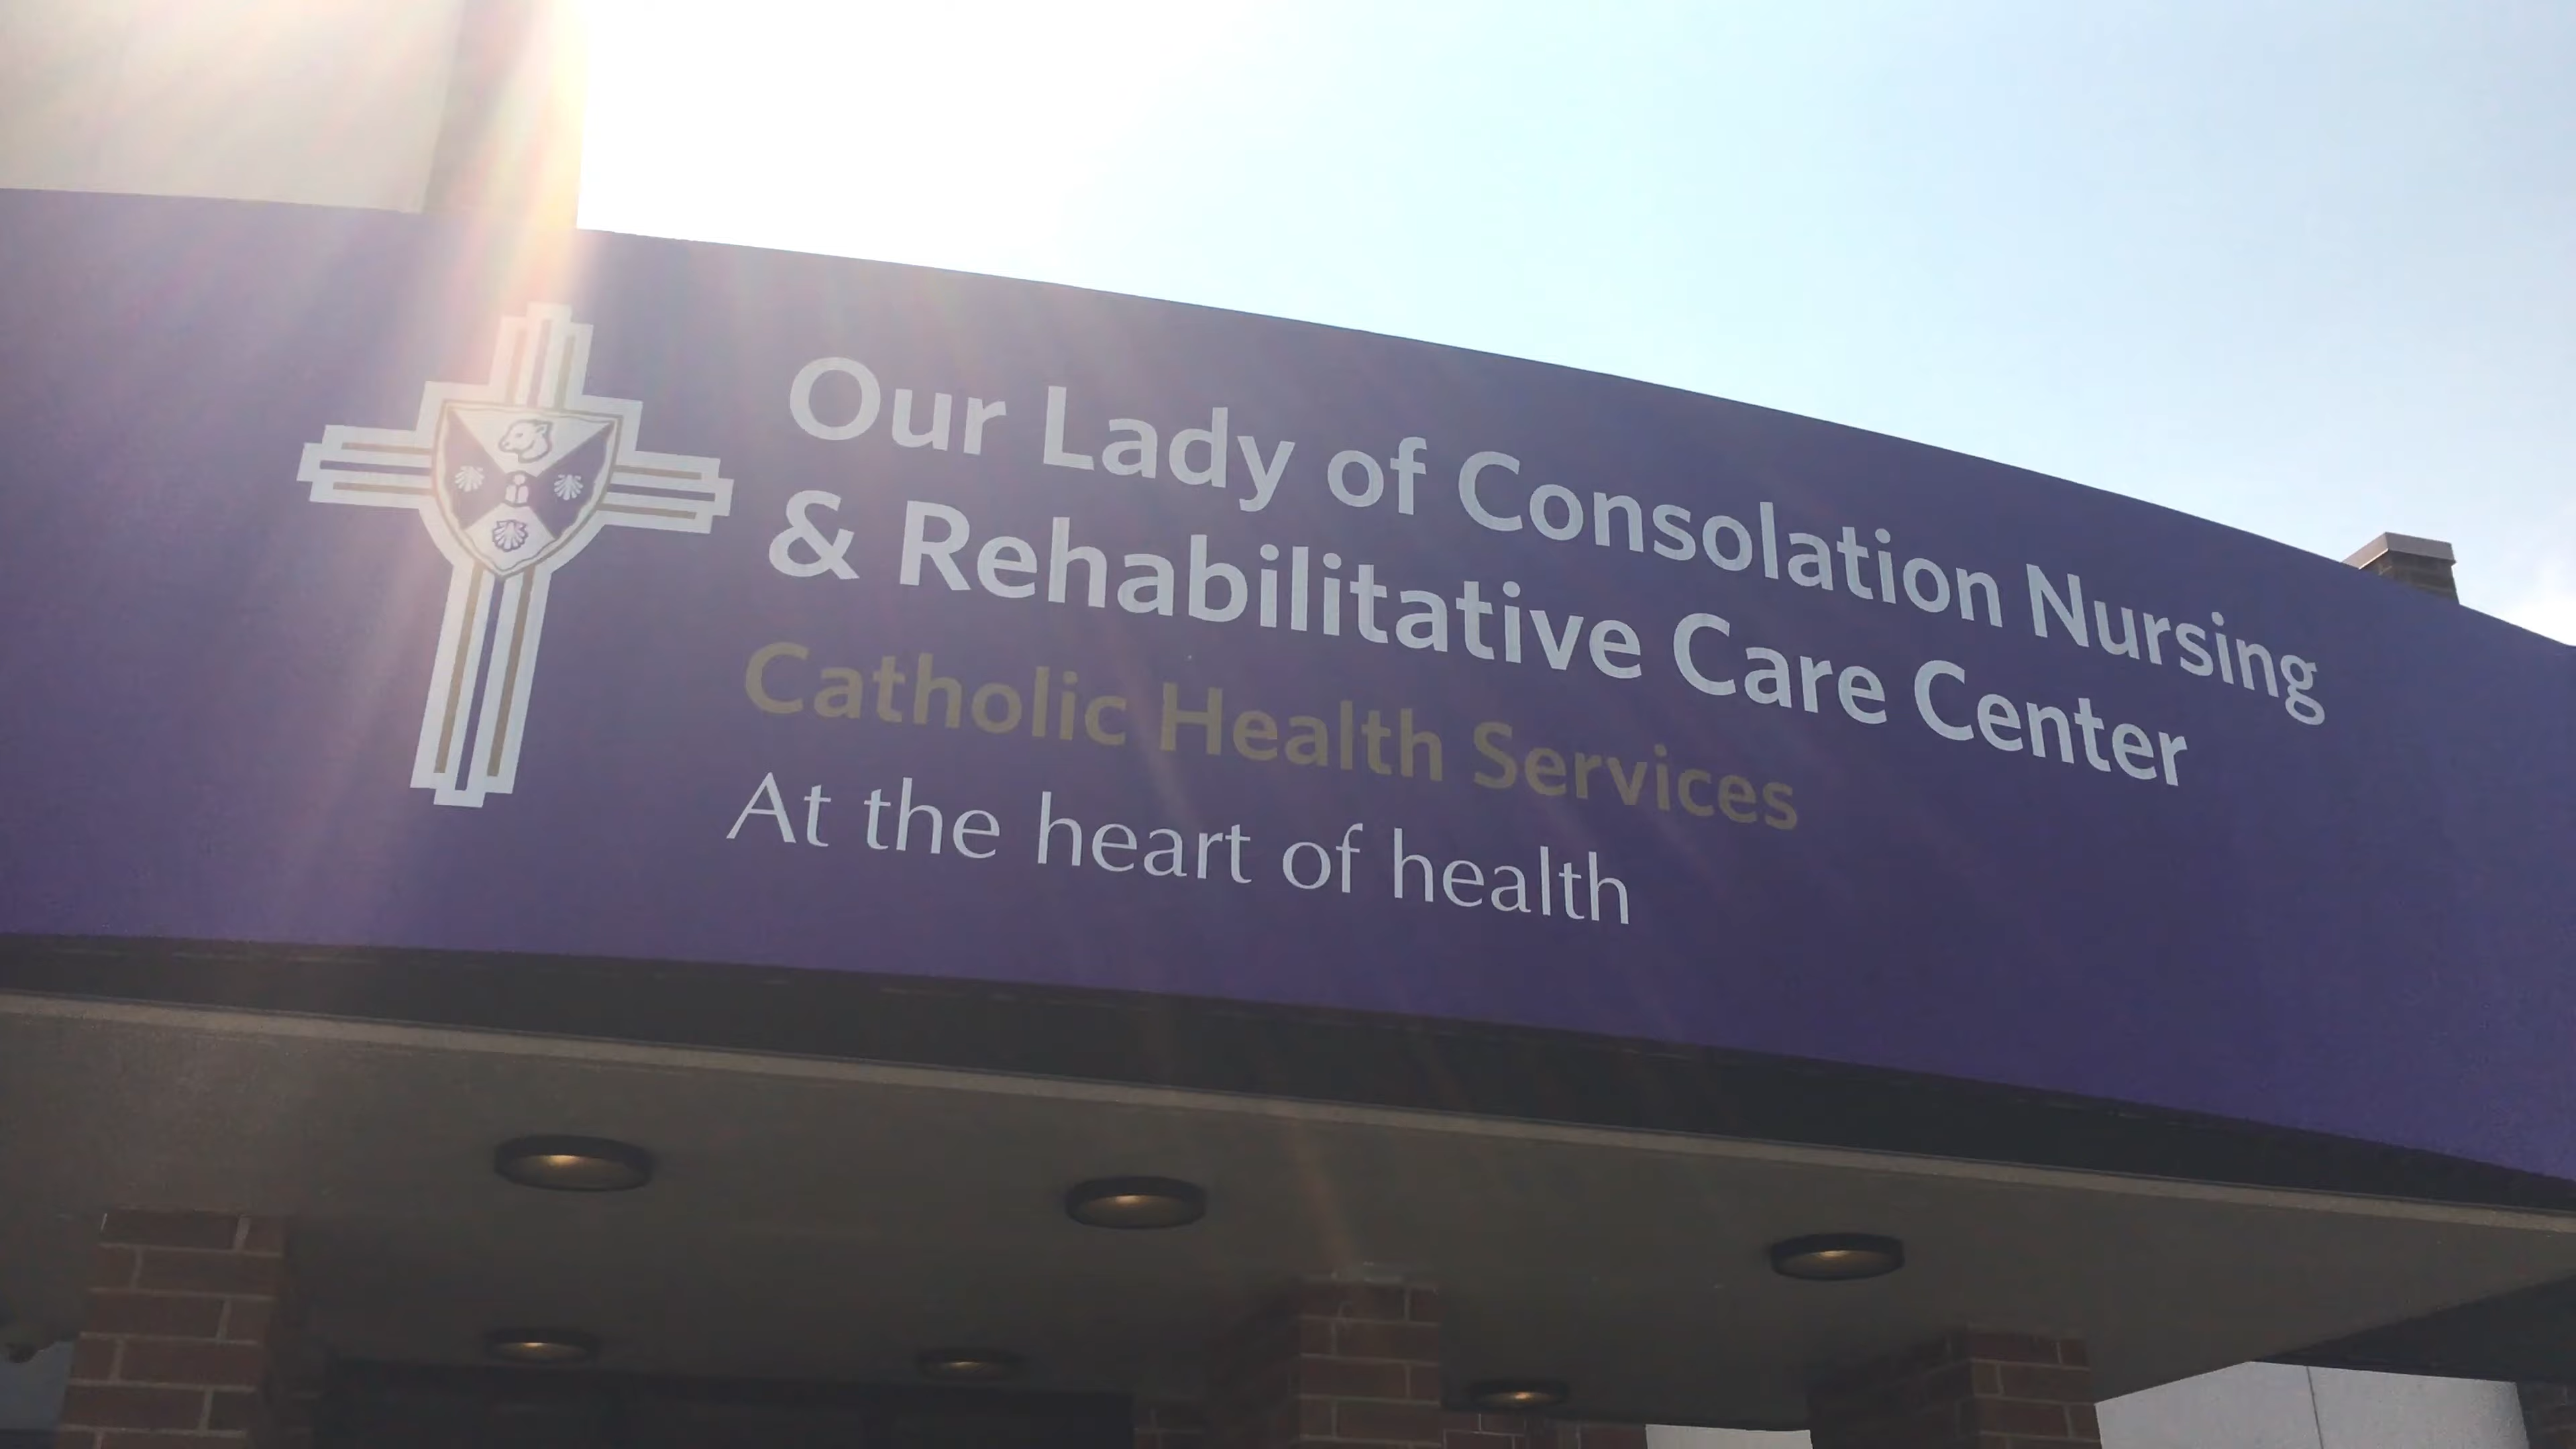 Our Lady of Consolation Nursing
& Rehabilitative Care Center
Catholic Health Services
At the heart of health